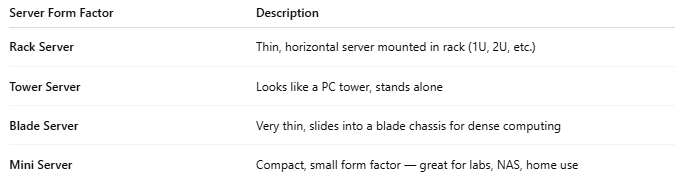 Server Form Factor Description
Rack Server Thin, horizontal server mounted in rack (1U, 2U, etc.)
Tower Server Looks like a PC tower, stands alone
Blade Server Very thin, slides into a blade chassis for dense computing
Mini Server Compact, small form factor — great for labs, NAS, home use